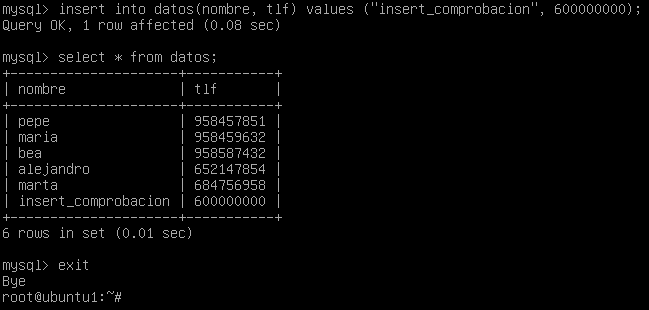 mysql> insert into datos(nombre, tlf) values ("insert_comprobacion", 600000000);
Query OK, 1 row affected (0.08 sec)
mysql> select * from datos;
+---------------------+-----------+
| nombre              | tlf       |
+---------------------+-----------+
| pepe                | 958457851 |
| maria               | 958459632 |
| bea                 | 958587432 |
| alejandro           | 652147854 |
| marta               | 684756958 |
| insert_comprobacion | 600000000 |
+---------------------+-----------+
6 rows in set (0.01 sec)
mysql> exit
Bye
root@ubuntu1:~#